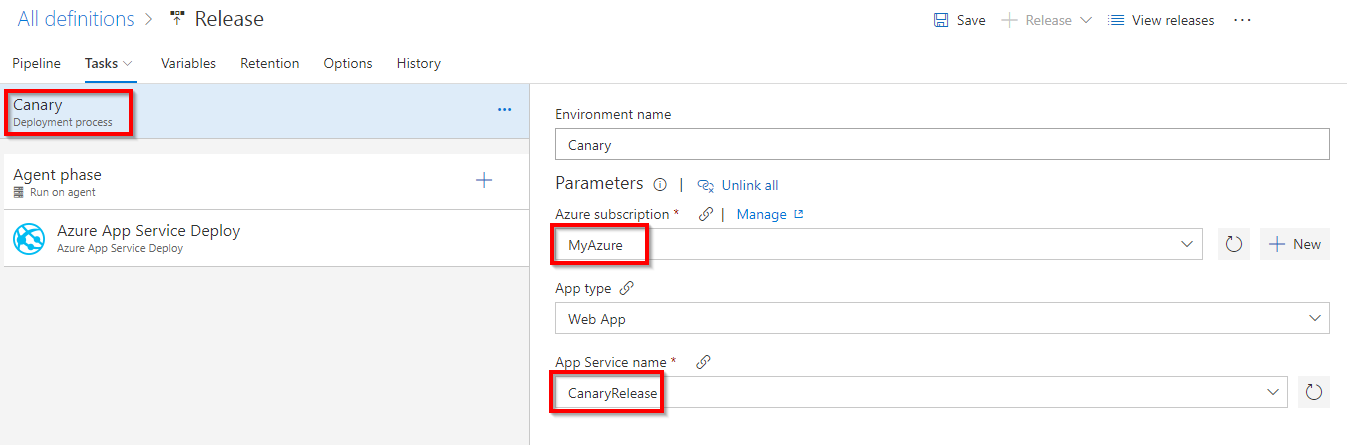 All definitions > Release
Save + Release View releases ...
Pipeline Tasks Variables Retention Options History
Canary
Deployment process
...
Agent phase
Run on agent
+
Azure App Service Deploy
Azure App Service Deploy
Environment name
Canary
Parameters | Unlink all
Azure subscription * | Manage
MyAzure
+ New
App type
Web App
App Service name *
CanaryRelease